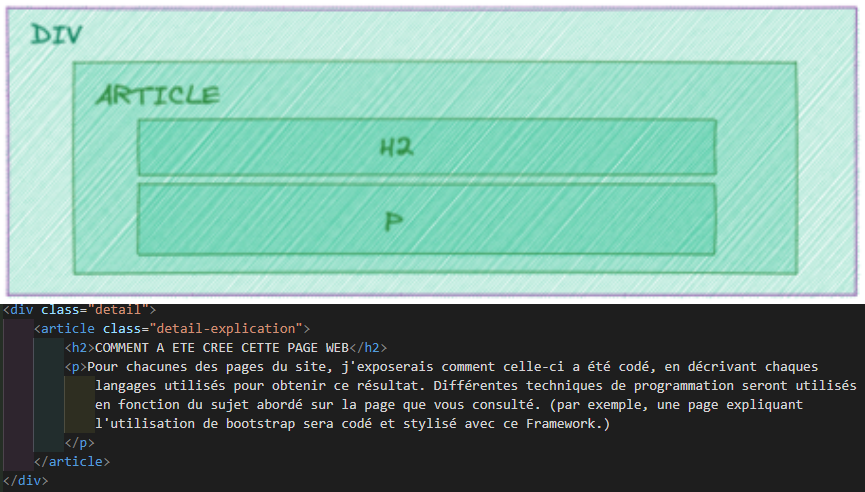 DIV
ARTICLE
H2
P
<div class="detail">
<article class="detail-explication">
<h2>COMMENT A ETE CREE CETTE PAGE WEB</h2>
<p>Pour chacunes des pages du site, j'exposerais comment celle-ci a été codé, en décrivant chaques
langages utilisés pour obtenir ce résultat. Différentes techniques de programmation seront utilisés
en fonction du sujet abordé sur la page que vous consulté. (par exemple, une page expliquant
l'utilisation de bootstrap sera codé et stylisé avec ce Framework.)
</p>
</article>
</div>